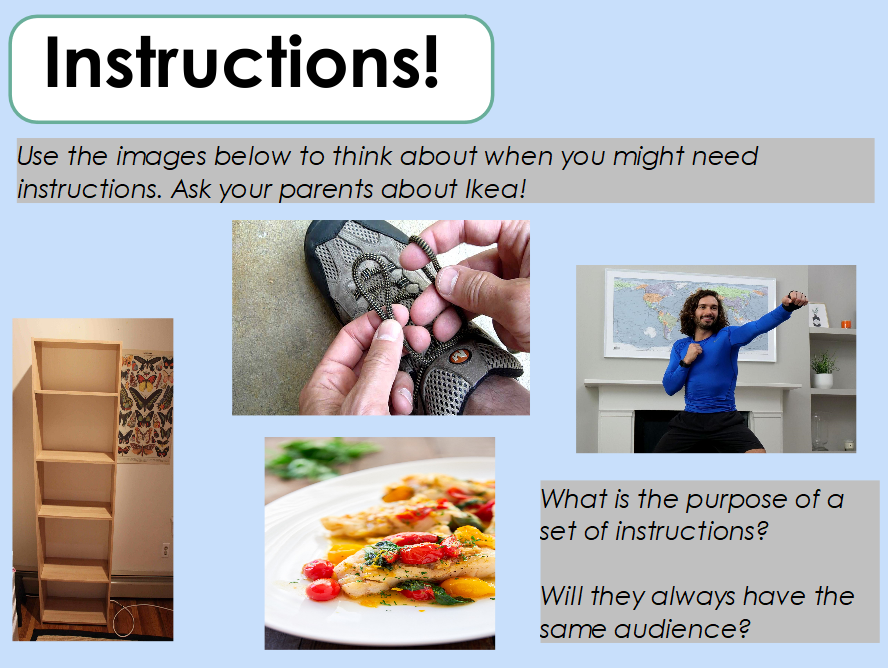 Instructions!
Use the images below to think about when you might need
instructions. Ask your parents about Ikea!
What is the purpose of a
set of instructions?
Will they always have the
same audience?